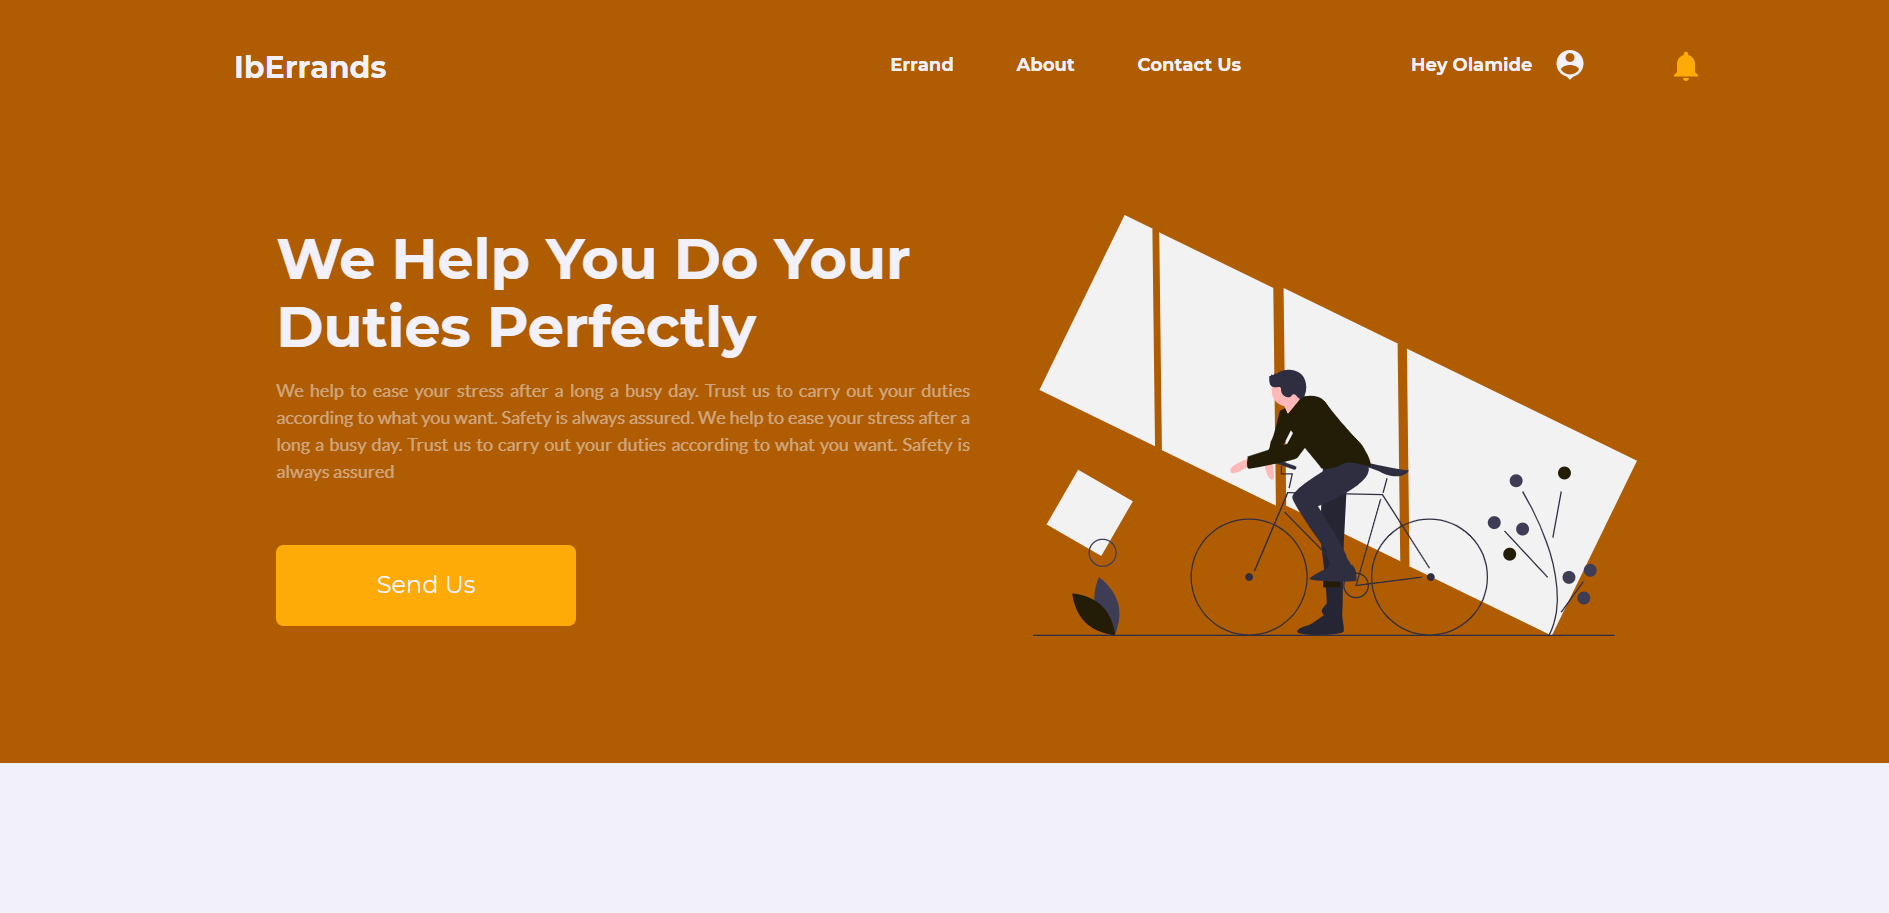 IbErrands
Errand
About
Contact Us
Hey Olamide
We Help You Do Your
Duties Perfectly
We help to ease your stress after a long a busy day. Trust us to carry out your duties
according to what you want. Safety is always assured. We help to ease your stress after a
long a busy day. Trust us to carry out your duties according to what you want. Safety is
always assured
Send Us